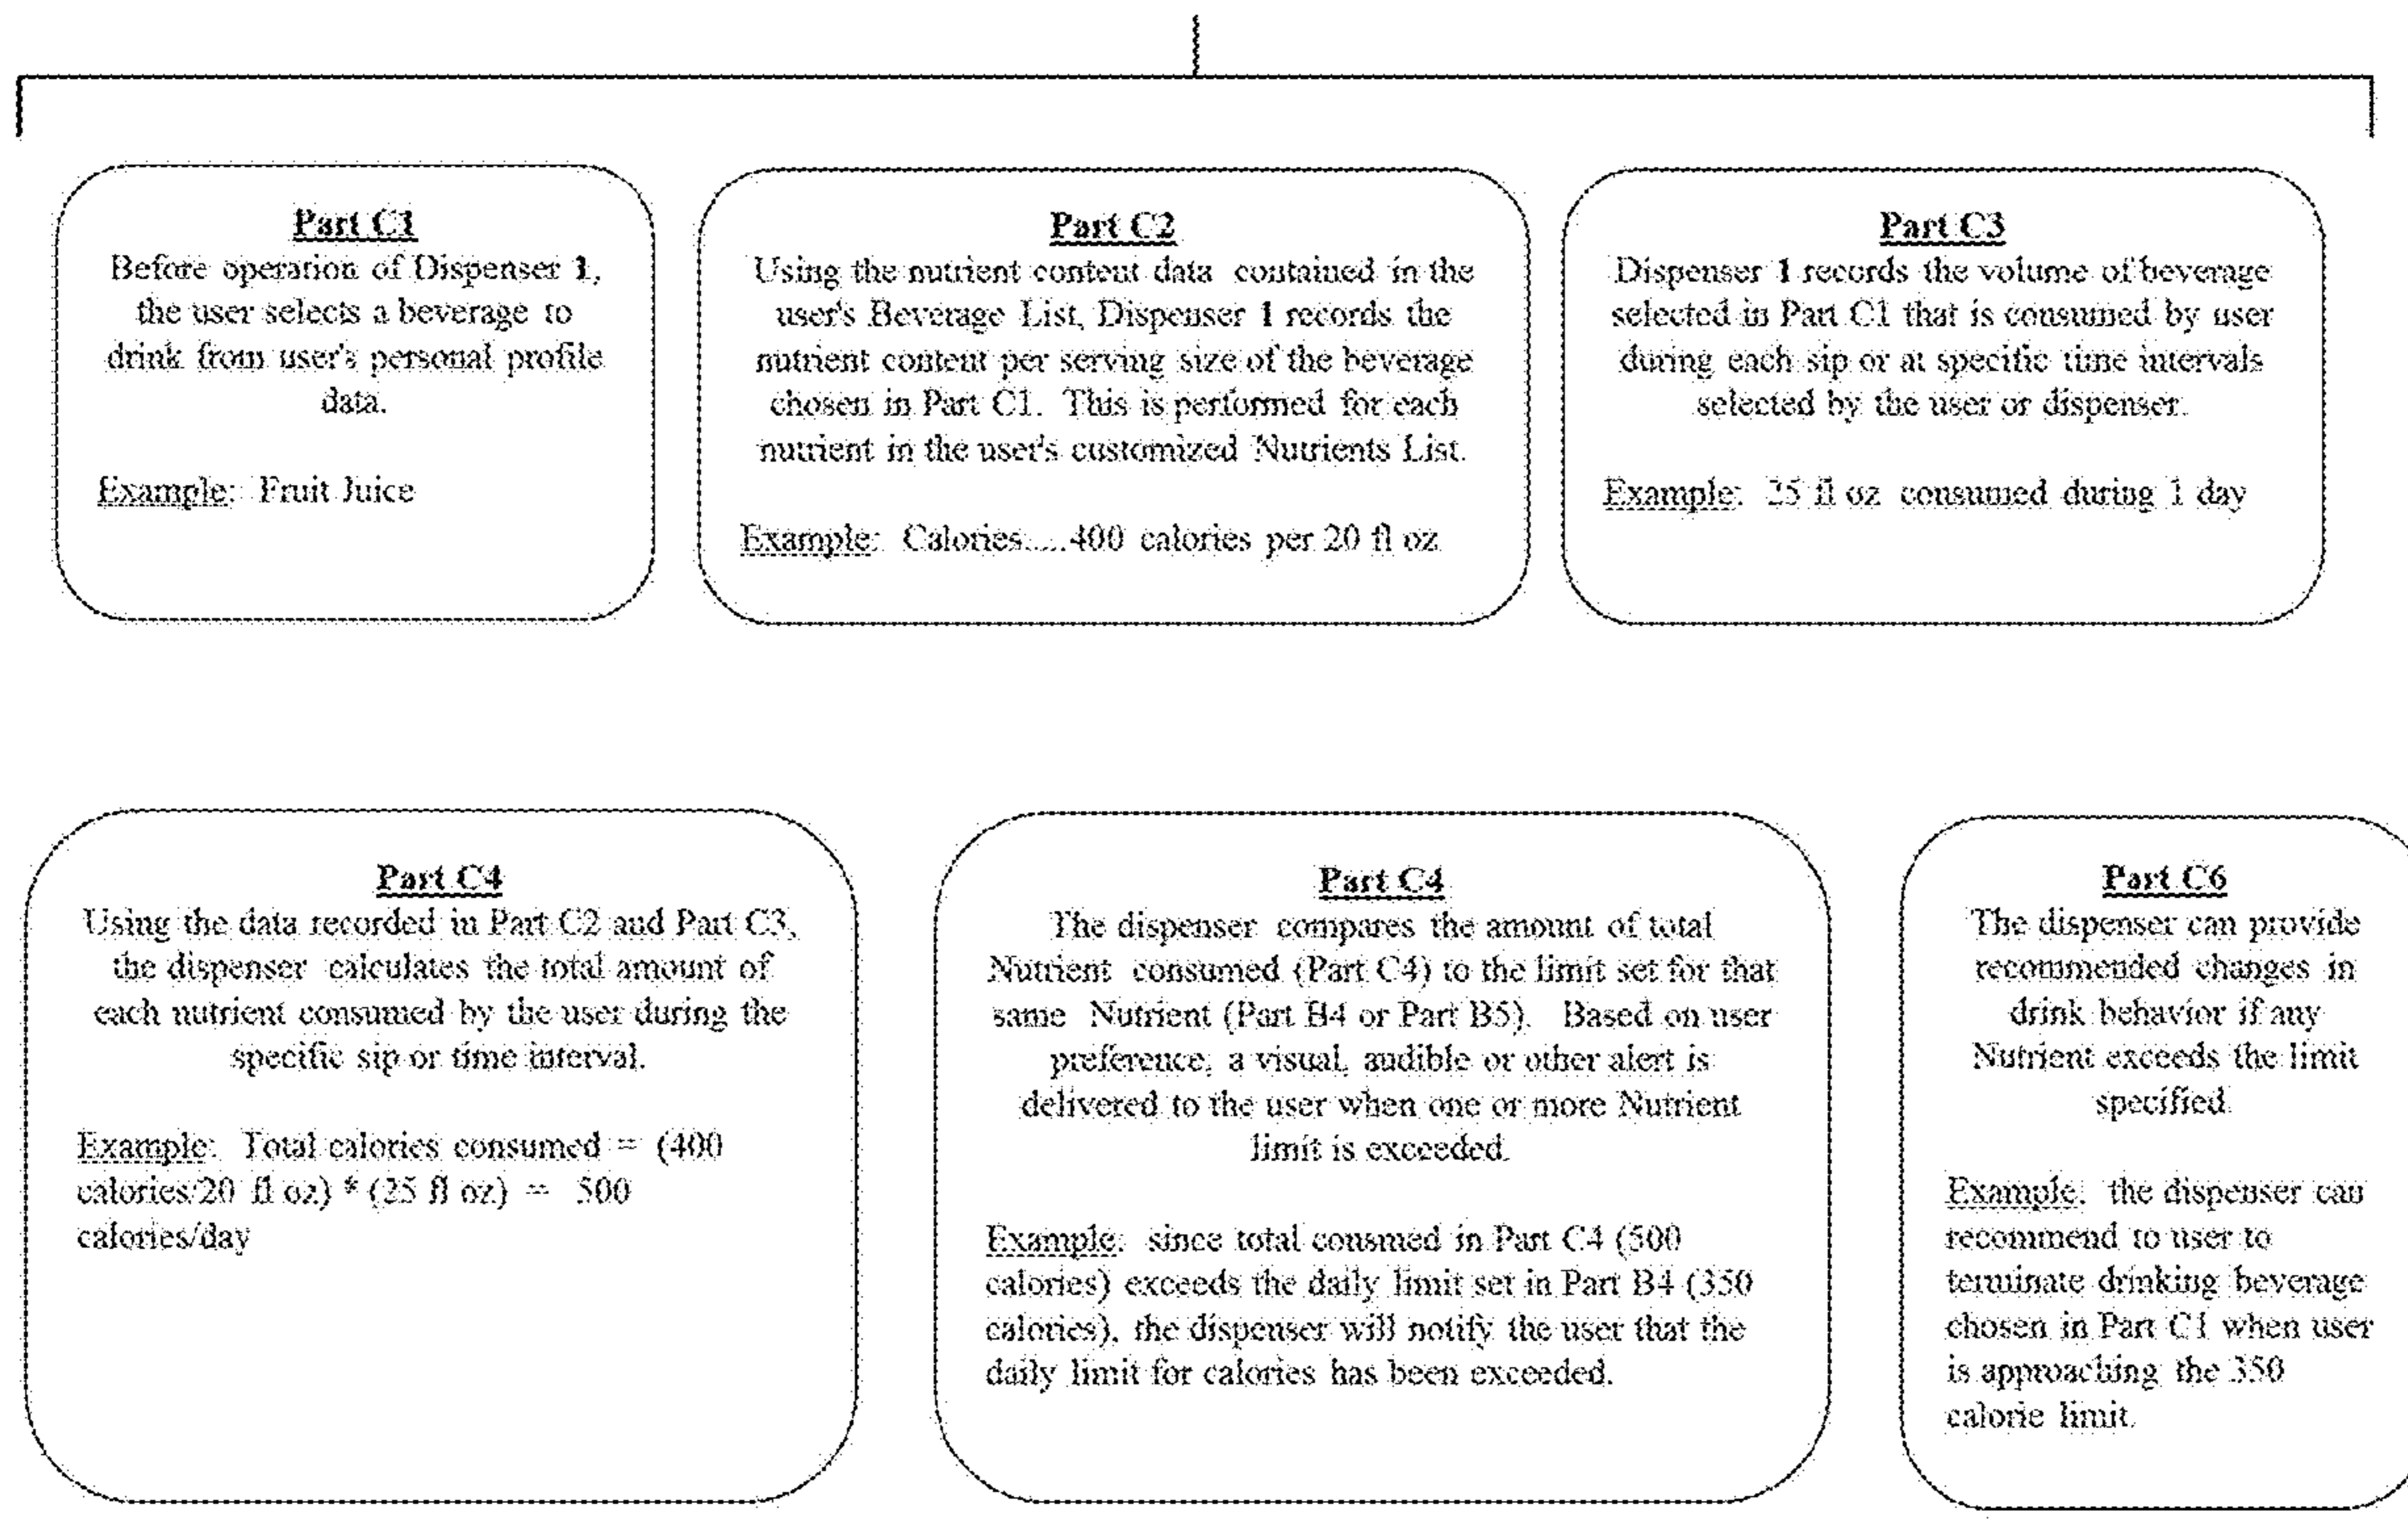 Part C1
Before operation of Dispenser 1,
the user selects a beverage to
drink from user's personal profile
data.
Example: Fruit Juice
Part C2
Using the nutrient content data contained in the
user's Beverage List, Dispenser 1 records the
nutrient content per serving size of the beverage
chosen in Part C1. This is performed for each
nutrient in the user's customized Nutrients List.
Example: Calories....400 calories per 20 fl oz
Part C3
Dispenser 1 records the volume of beverage
selected in Part C1 that is consumed by user
during each sip or at specific time intervals
selected by the user or dispenser.
Example: 25 fl oz consumed during 1 day
Part C4
Using the data recorded in Part C2 and Part C3,
the dispenser calculates the total amount of
each nutrient consumed by the user during the
specific sip or time interval.
Example: Total calories consumed = (400
calories/20 fl oz) * (25 fl oz) = 500
calories/day
Part C4
The dispenser compares the amount of total
Nutrient consumed (Part C4) to the limit set for that
same Nutrient (Part B4 or Part B5). Based on user
preference, a visual, audible or other alert is
delivered to the user when one or more Nutrient
limit is exceeded.
Example: since total consmed in Part C4 (500
calories) exceeds the daily limit set in Part B4 (350
calories), the dispenser will notify the user that the
daily limit for calories has been exceeded.
Part C6
The dispenser can provide
recommended changes in
drink behavior if any
Nutrient exceeds the limit
specified.
Example: the dispenser can
recommend to user to
terminate drinking beverage
chosen in Part C1 when user
is approaching the 350
calorie limit.